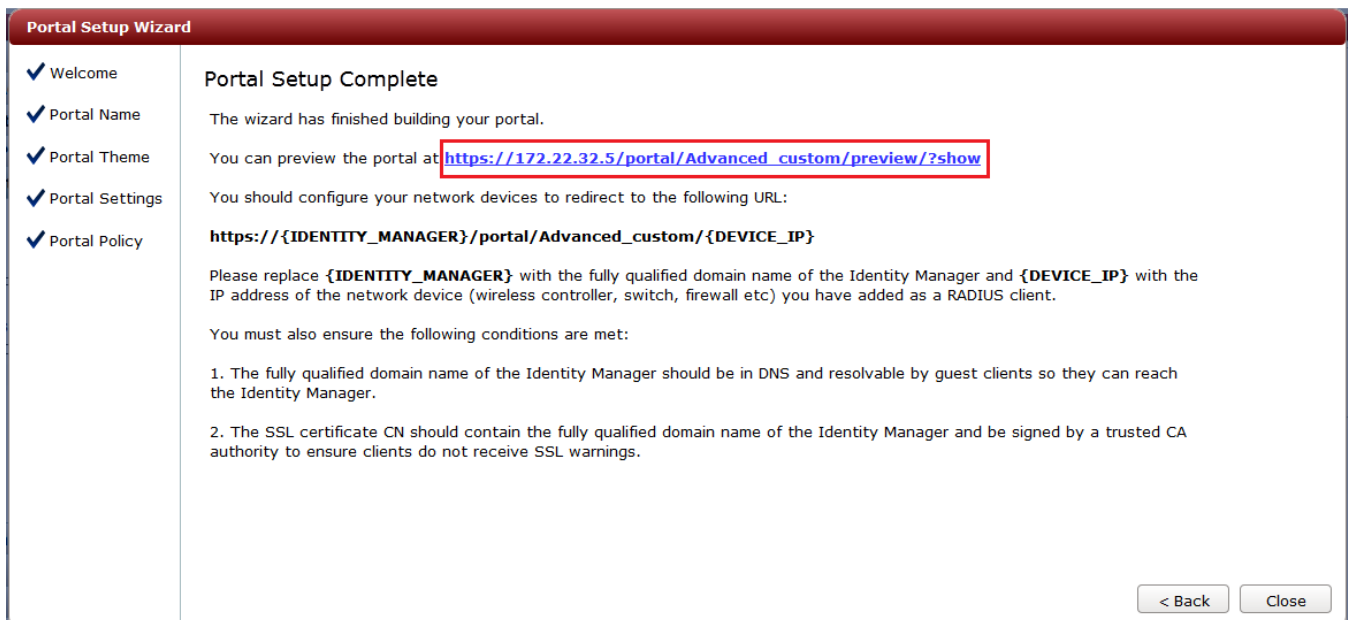 Portal Setup Wizard
Welcome
Portal Name
Portal Theme
Portal Settings
Portal Policy
Portal Setup Complete
The wizard has finished building your portal.
You can preview the portal at https://172.22.32.5/portal/Advanced_custom/preview/?show
You should configure your network devices to redirect to the following URL:
https://{IDENTITY_MANAGER}/portal/Advanced_custom/{DEVICE_IP}
Please replace {IDENTITY_MANAGER} with the fully qualified domain name of the Identity Manager and {DEVICE_IP} with the
IP address of the network device (wireless controller, switch, firewall etc) you have added as a RADIUS client.
You must also ensure the following conditions are met:
1. The fully qualified domain name of the Identity Manager should be in DNS and resolvable by guest clients so they can reach
the Identity Manager.
2. The SSL certificate CN should contain the fully qualified domain name of the Identity Manager and be signed by a trusted CA
authority to ensure clients do not receive SSL warnings.
< Back
Close